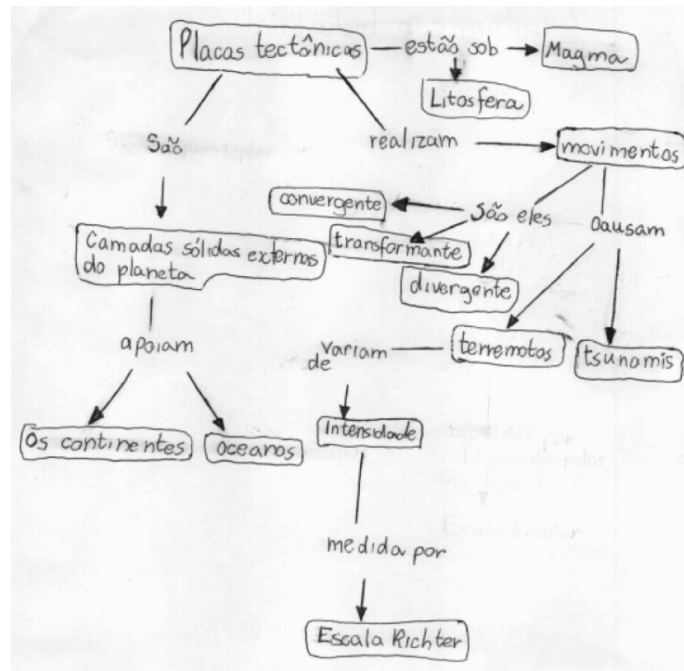 Placas tectônicas
estão sob
Magma
Litosfera
São
realizam
movimentos
convergente
São eles
causam
transformante
divergente
Camadas sólidas externas
do planeta
apoiam
variam
de
terremotos
tsunamis
Os continentes
oceanos
Intensidade
medida por
Escala Richter